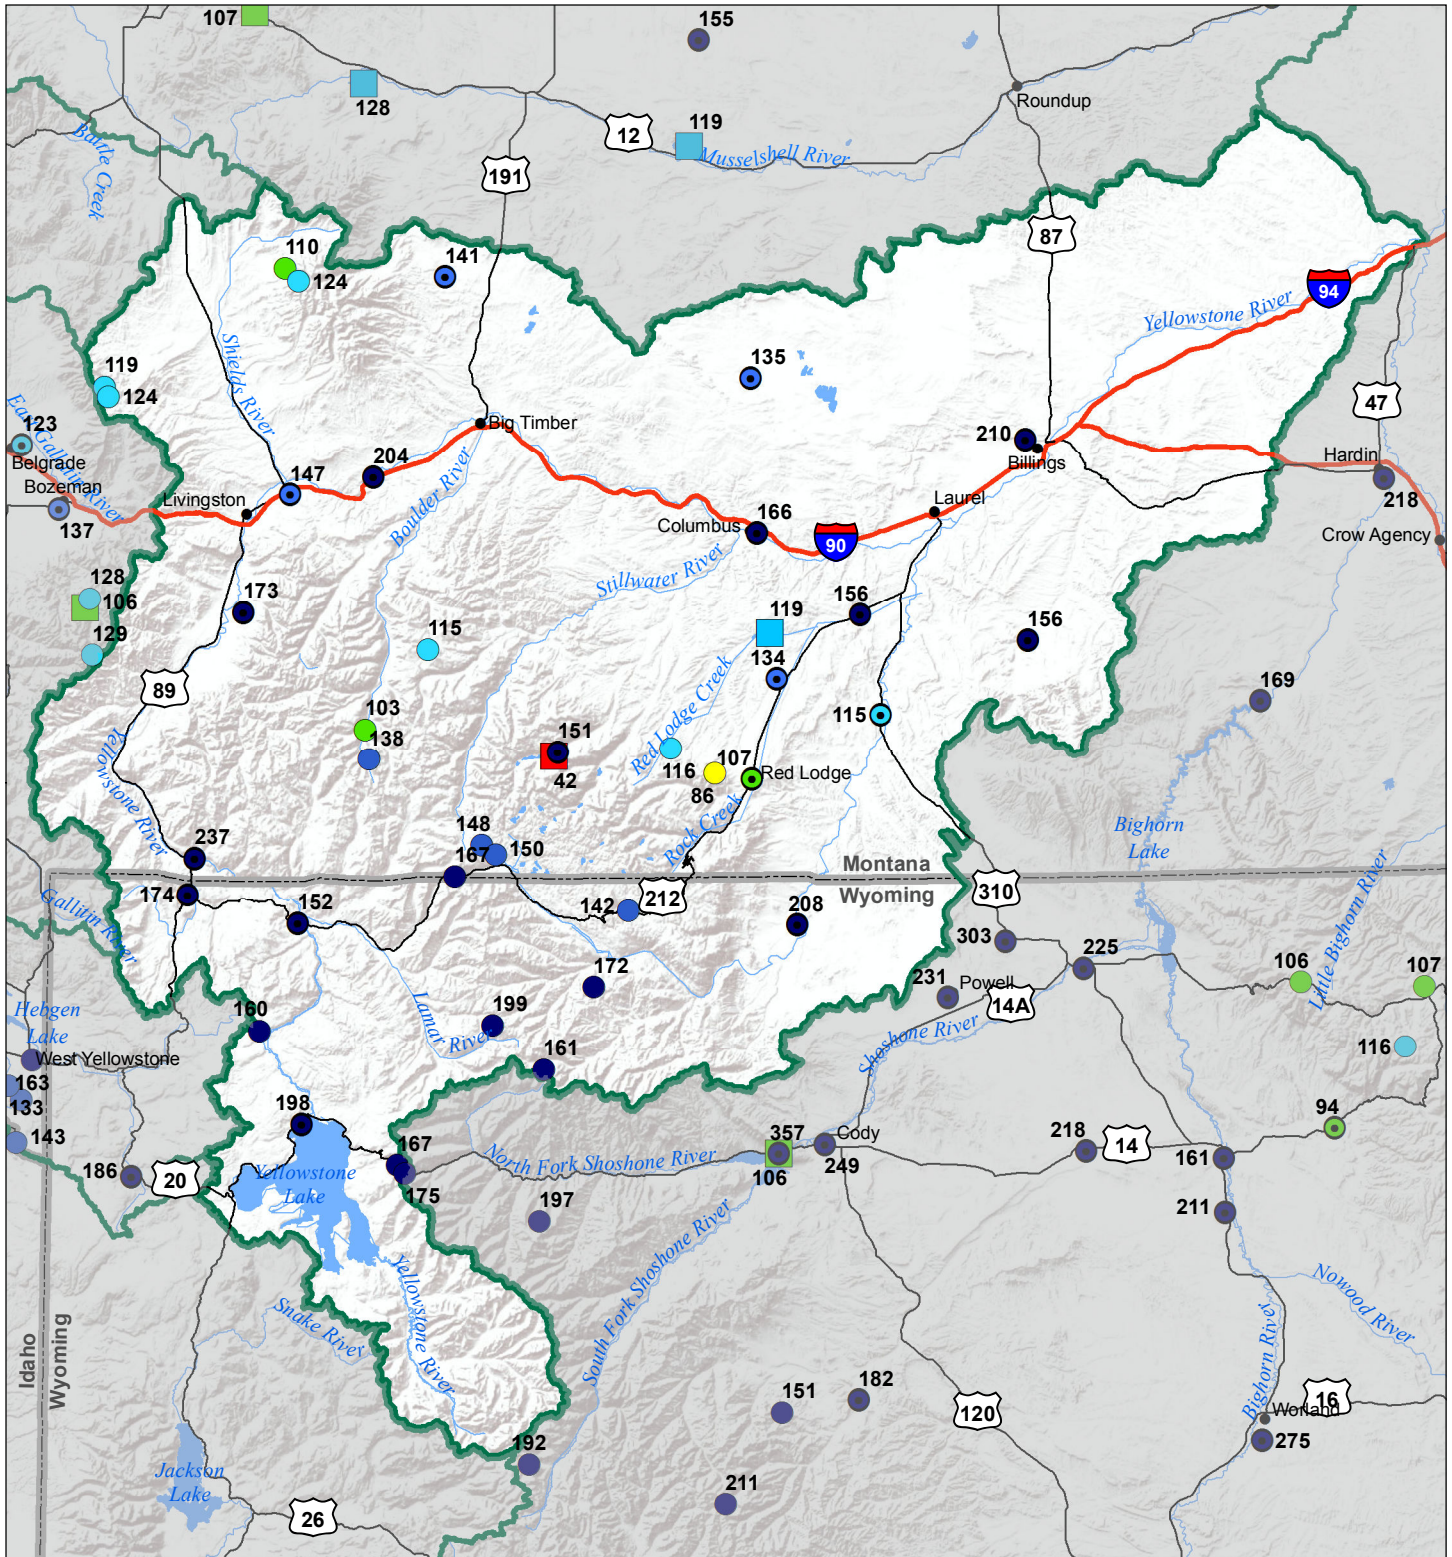 107
155
128
Roundup
12
119
Musselshell River
Battle
Creek
191
87
110
124
141
94
Yellowstone River
Shields River
119
124
135
47
East Gallatin River
123
Belgrade
Big Timber
210
Billings
Hardin
218
Bozeman
137
147
204
Livingston
Boulder River
Laurel
Columbus
166
90
Crow Agency
Stillwater River
128
106
129
173
115
119
156
156
134
89
Red Lodge Creek
169
115
103
138
Yellowstone River
151
42
116
107
86
Red Lodge
Rock Creek
Bighorn
Lake
237
148
150
167
Montana
Wyoming
174
152
142
212
208
310
Gallitin River
303
225
Little Bighorn River
172
231
Powell
14A
106
107
Hebgen
Lake
160
Lamar River
199
Shoshone River
West Yellowstone
161
116
163
133
198
94
143
167
357
Cody
218
14
North Fork Shoshone River
106
249
161
186
20
Yellowstone
Lake
175
197
211
South Fork Shoshone River
Yellowstone River
Snake River
Nowood River
Idaho
Wyoming
Bighorn River
151
182
120
16
Worland
275
192
Jackson
Lake
211
26